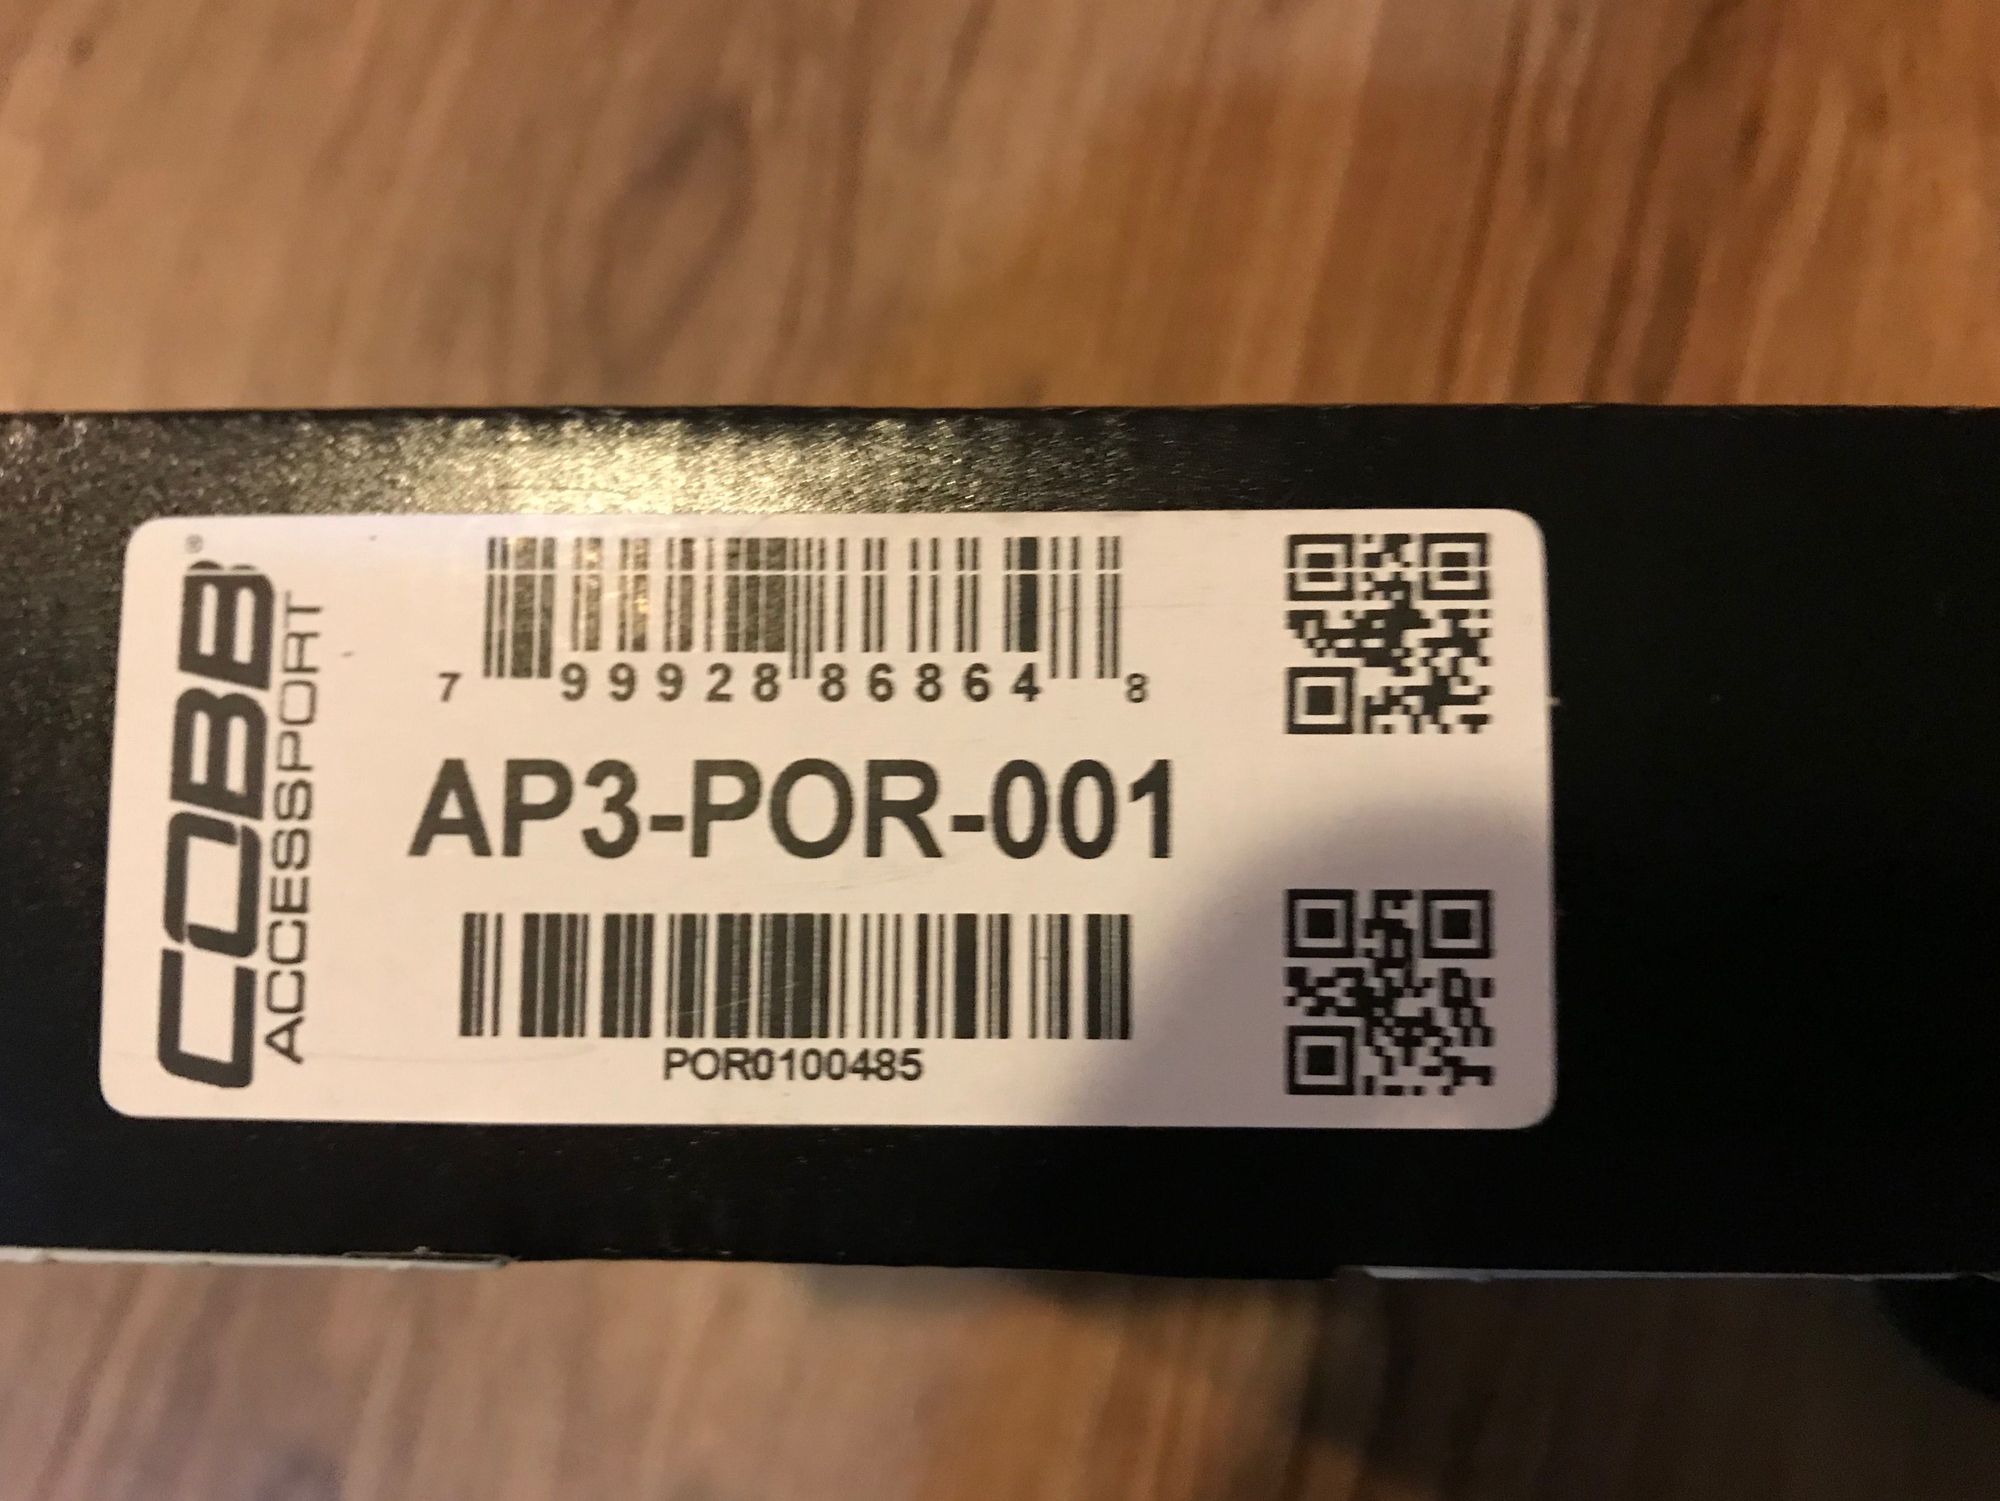 COBB®
ACCESSPORT
7 99928 86864 8
AP3-POR-001
POR0100485